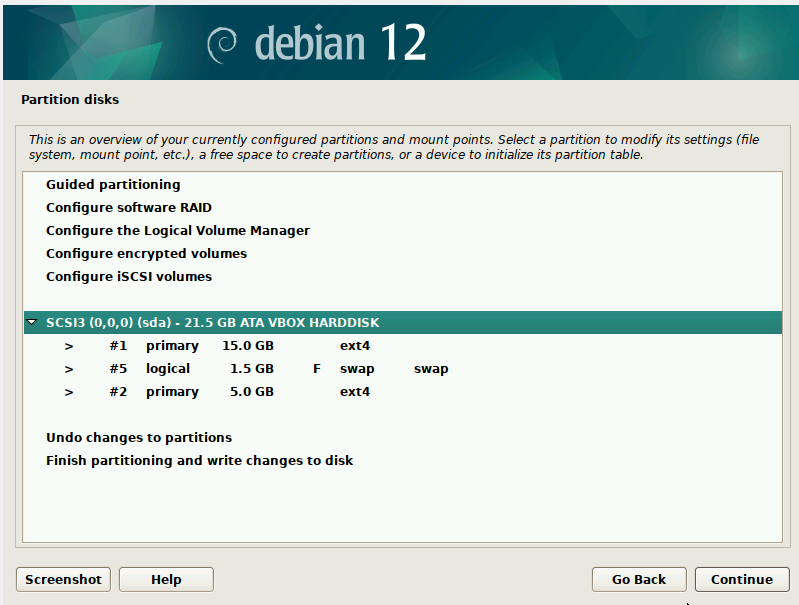 debian 12
Partition disks
This is an overview of your currently configured partitions and mount points. Select a partition to modify its settings (file
system, mount point, etc.), a free space to create partitions, or a device to initialize its partition table.
Guided partitioning
Configure software RAID
Configure the Logical Volume Manager
Configure encrypted volumes
Configure iSCSI volumes
SCSI3 (0,0,0) (sda) - 21.5 GB ATA VBOX HARDDISK
> #1 primary 15.0 GB ext4
> #5 logical 1.5 GB F swap swap
> #2 primary 5.0 GB ext4
Undo changes to partitions
Finish partitioning and write changes to disk
Screenshot Help Go Back Continue